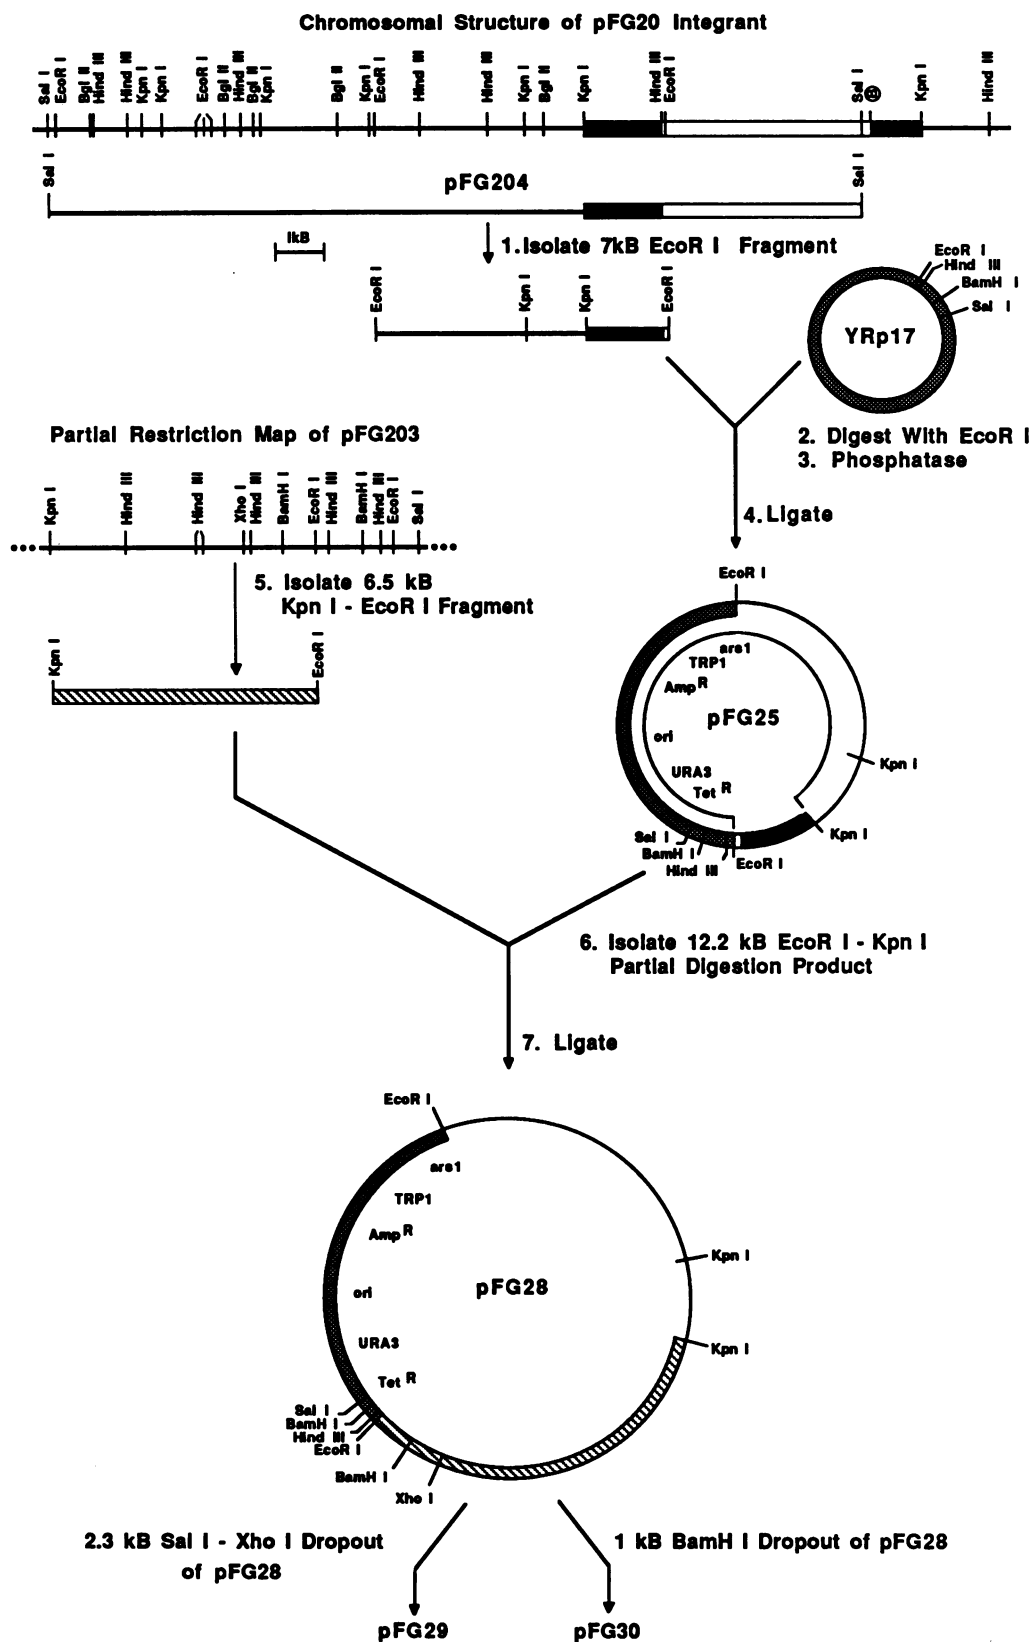 Chromosomal Structure of pFG20 Integrant
Sal I
EcoR I
Bgl II
Hind III
Hind III
Kpn I
Kpn I
EcoR I
Bgl II
Hind III
Bgl II
Kpn I
Bgl II
Kpn I
EcoR I
Hind III
Hind III
Kpn I
Bgl II
Kpn I
Hind III
EcoR I
Sal I
Ⓑ
Kpn I
Hind III
Sal I
pFG204
Sal I
1kB
1.Isolate 7kB EcoR I Fragment
EcoR I
Kpn I
Kpn I
EcoR I
EcoR I
Hind III
BamH I
Sal I
YRp17
2. Digest With EcoR I
3. Phosphatase
Partial Restriction Map of pFG203
Kpn I
Hind III
Hind III
Xho I
Hind III
BamH I
EcoR I
Hind III
BamH I
Hind III
EcoR I
Sal I
4.Ligate
5. Isolate 6.5 kB
Kpn I - EcoR I Fragment
Kpn I
EcoR I
EcoR I
ars1
TRP1
Amp R
pFG25
ori
URA3
Tet R
Kpn I
Kpn I
Sal I
BamH I
Hind III
EcoR I
6. Isolate 12.2 kB EcoR I - Kpn I
Partial Digestion Product
7. Ligate
EcoR I
ars1
TRP1
Amp R
Kpn I
pFG28
ori
URA3
Kpn I
Tet R
Sal I
BamH I
Hind III
EcoR I
BamH I
Xho I
2.3 kB Sal I - Xho I Dropout
of pFG28
1 kB BamH I Dropout of pFG28
pFG29
pFG30